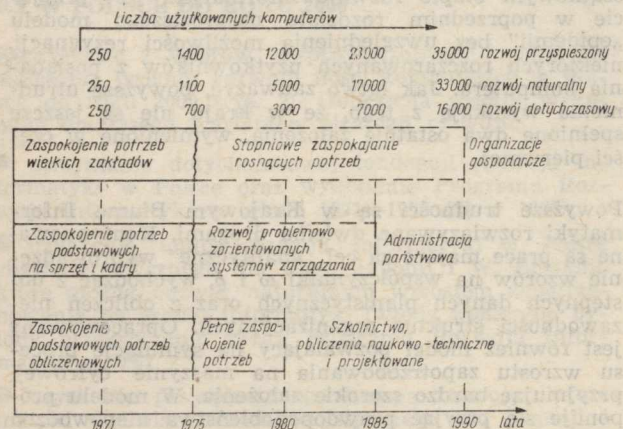 Liczba użytkowanych komputerów
250 1400 12000 23000 35000 rozwój przyspieszony
250 1100 5000 17000 33000 rozwój naturalny
250 700 3000 7000 16000 rozwój dotychczasowy
Zaspokojenie potrzeb
wielkich zakładów
Stopniowe zaspokajanie
rosnących potrzeb
Organizacje
gospodarcze
Zaspokojenie potrzeb
podstawowych
na sprzęt i kadry
Rozwój problemowo
zorientowanych
systemów zarządzania
Administracja
państwowa
Zaspokojenie
podstawowych potrzeb
obliczeniowych
Pełne zaspo-
kojenie
potrzeb
Szkolnictwo,
obliczenia naukowo-techniczne
i projektowane
1971 1975 1980 1985 1990 lata